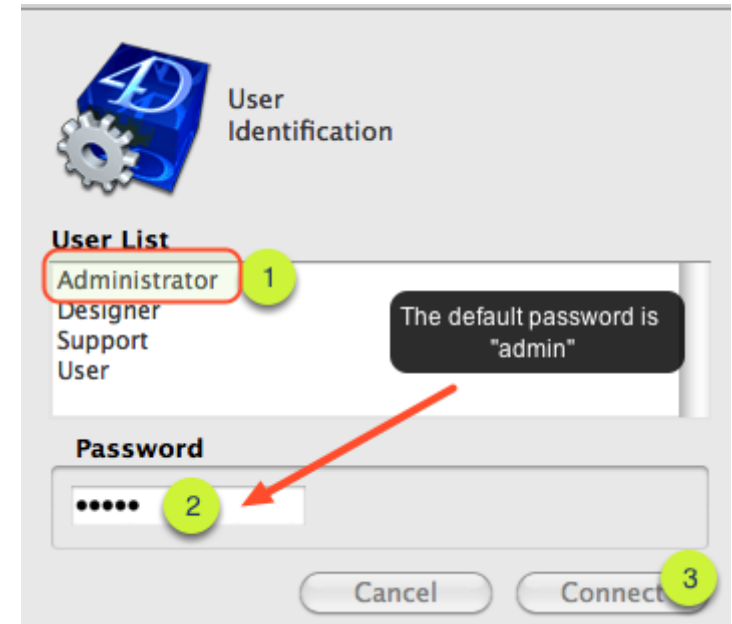 4D
User
Identification
User List
Administrator
1
Designer
Support
User
The default password is
"admin"
Password
•••••
2
Cancel
Connect
3